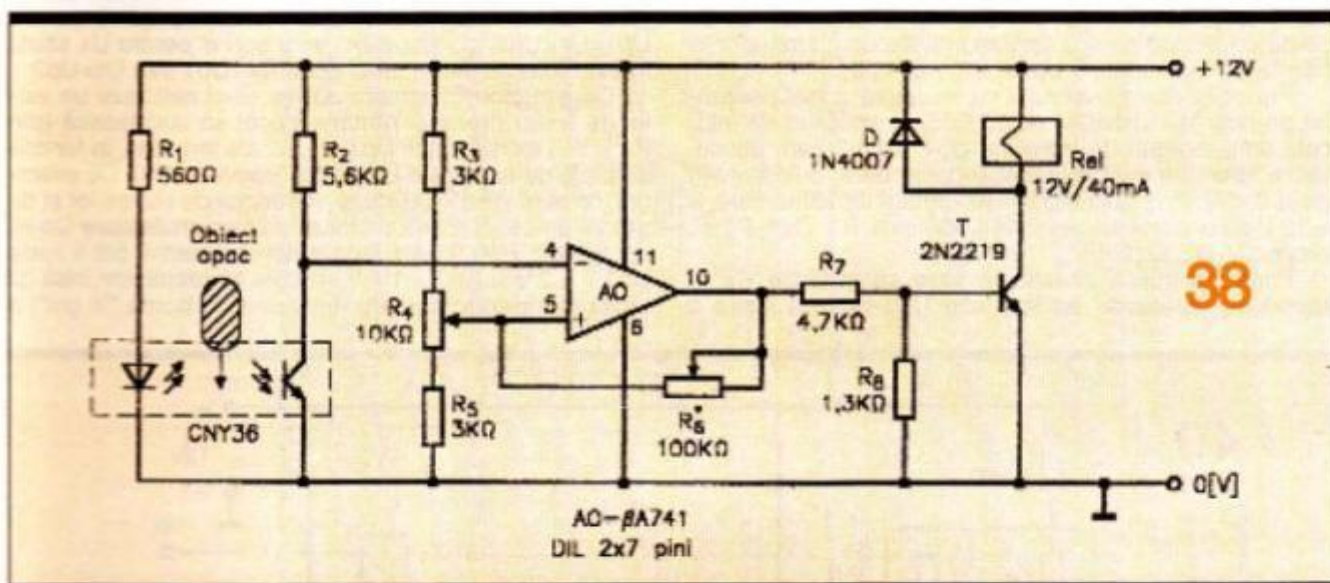 +12V
R1
560Ω
R2
5,6KΩ
R3
3KΩ
D
1N4007
Rel
12V/40mA
Obiect
opac
4
−
11
AO
5
+
6
10
R7
4,7KΩ
T
2N2219
38
R4
10KΩ
CNY36
R5
3KΩ
R6*
100KΩ
R8
1,3KΩ
0[V]
AO-βA741
DIL 2x7 pini